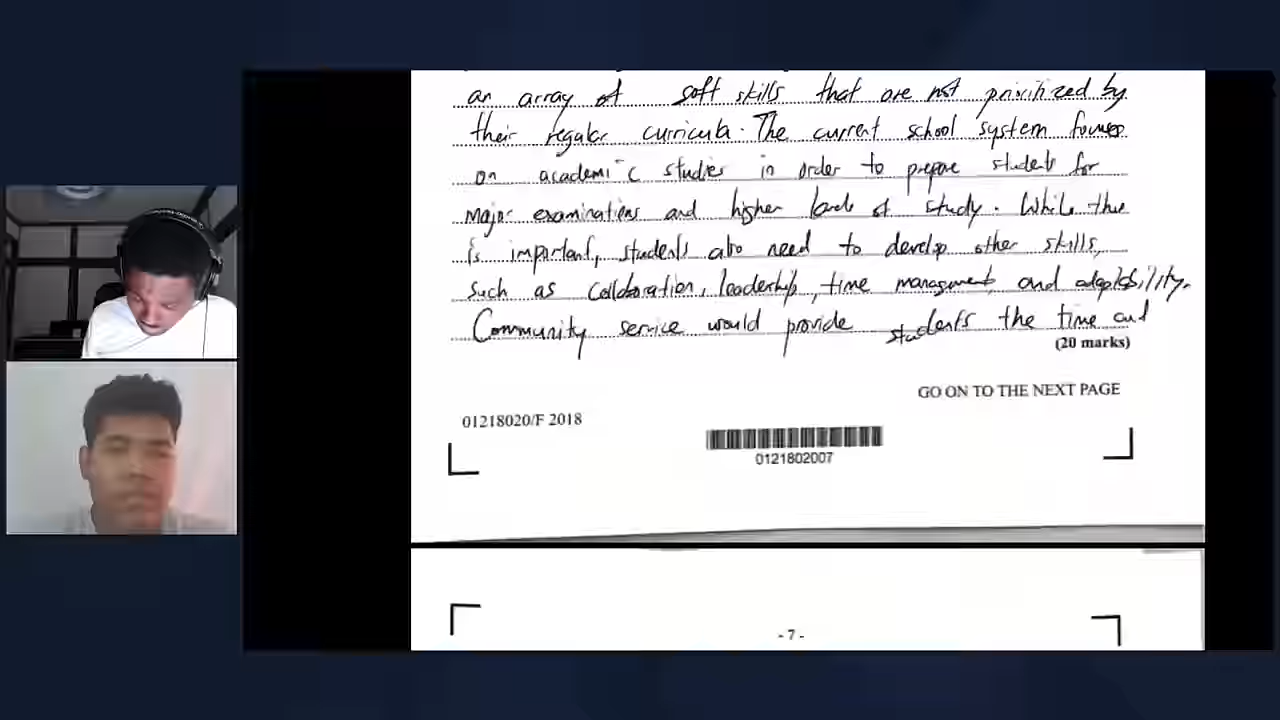 an array of soft skills that are not prioritized by
their regular curricula. The current school system focuses
on academic studies in order to prepare students for
major examinations and higher levels of study. While this
is important, students also need to develop other skills,
such as collaboration, leadership, time management, and adaptability.
Community service would provide students the time and
(20 marks)
GO ON TO THE NEXT PAGE
01218020/F 2018
0121802007
- 7 -